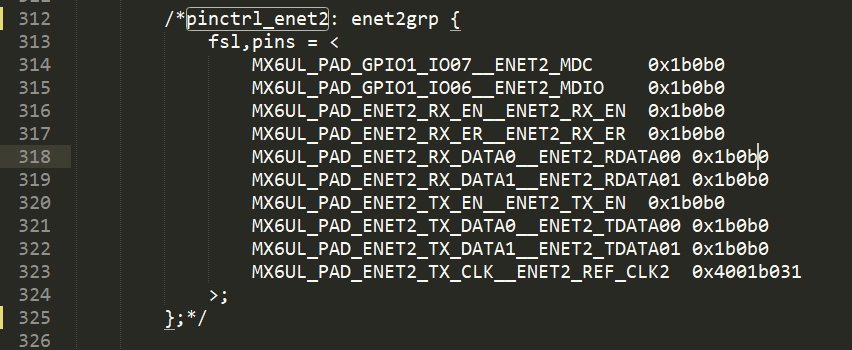 312 /*pinctrl_enet2: enet2grp {
313 fsl,pins = <
314 MX6UL_PAD_GPIO1_IO07__ENET2_MDC 0x1b0b0
315 MX6UL_PAD_GPIO1_IO06__ENET2_MDIO 0x1b0b0
316 MX6UL_PAD_ENET2_RX_EN__ENET2_RX_EN 0x1b0b0
317 MX6UL_PAD_ENET2_RX_ER__ENET2_RX_ER 0x1b0b0
318 MX6UL_PAD_ENET2_RX_DATA0__ENET2_RDATA00 0x1b0b0
319 MX6UL_PAD_ENET2_RX_DATA1__ENET2_RDATA01 0x1b0b0
320 MX6UL_PAD_ENET2_TX_EN__ENET2_TX_EN 0x1b0b0
321 MX6UL_PAD_ENET2_TX_DATA0__ENET2_TDATA00 0x1b0b0
322 MX6UL_PAD_ENET2_TX_DATA1__ENET2_TDATA01 0x1b0b0
323 MX6UL_PAD_ENET2_TX_CLK__ENET2_REF_CLK2 0x4001b031
324 >;
325 };*/
326